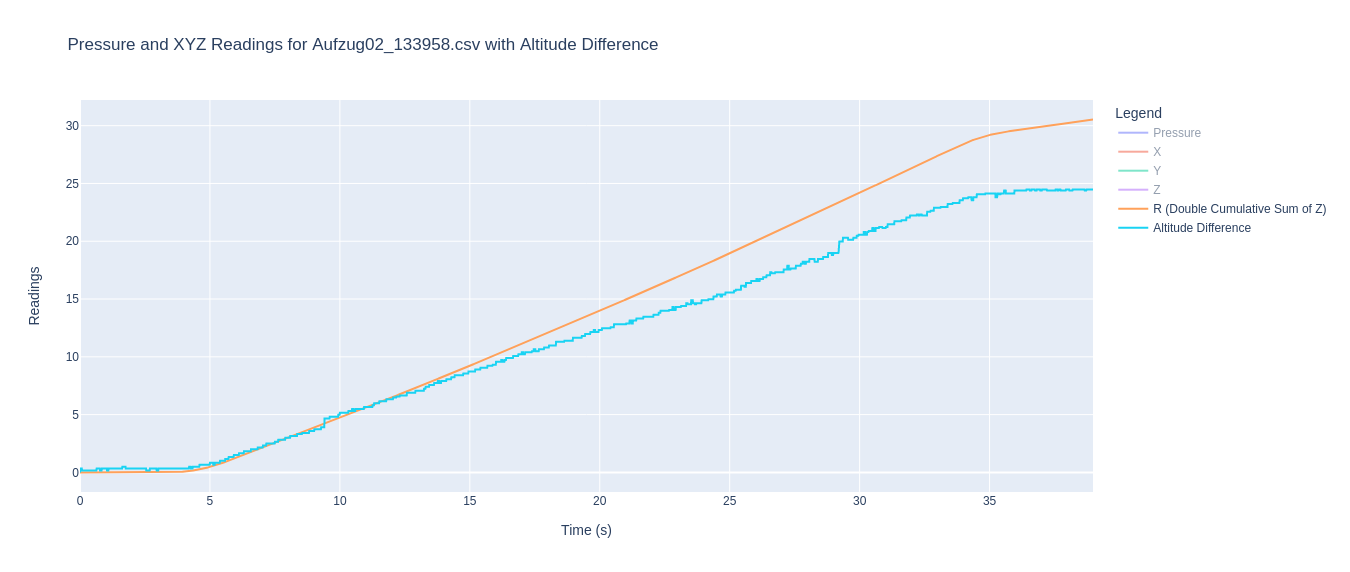 Pressure and XYZ Readings for Aufzug02_133958.csv with Altitude Difference
Legend
Pressure
X
Y
Z
R (Double Cumulative Sum of Z)
Altitude Difference
Readings
30
25
20
15
10
5
0
0 5 10 15 20 25 30 35
Time (s)